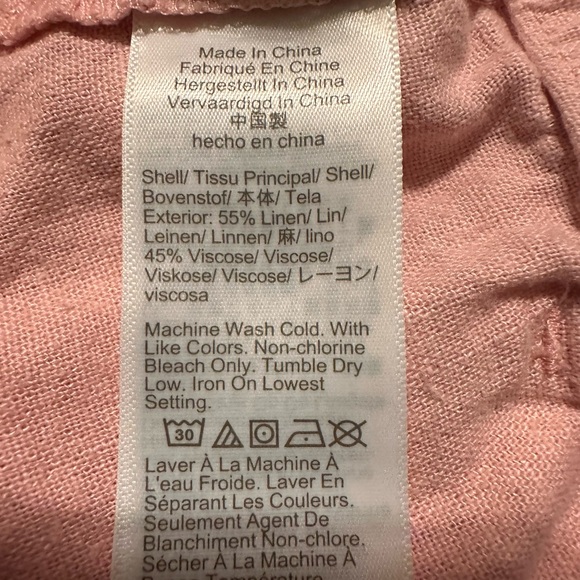 Made In China
Fabriqué En Chine
Hergestellt In China
Vervaardigd In China
中国製
hecho en china
Shell/ Tissu Principal/ Shell/
Bovenstof/ 本体/ Tela
Exterior: 55% Linen/ Lin/
Leinen/ Linnen/ 麻/ lino
45% Viscose/ Viscose/
Viskose/ Viscose/ レーヨン/
viscosa
Machine Wash Cold. With
Like Colors. Non-chlorine
Bleach Only. Tumble Dry
Low. Iron On Lowest
Setting.
30
Laver À La Machine À
L'eau Froide. Laver En
Séparant Les Couleurs.
Seulement Agent De
Blanchiment Non-chlore.
Sécher À La Machine À
Basse Température